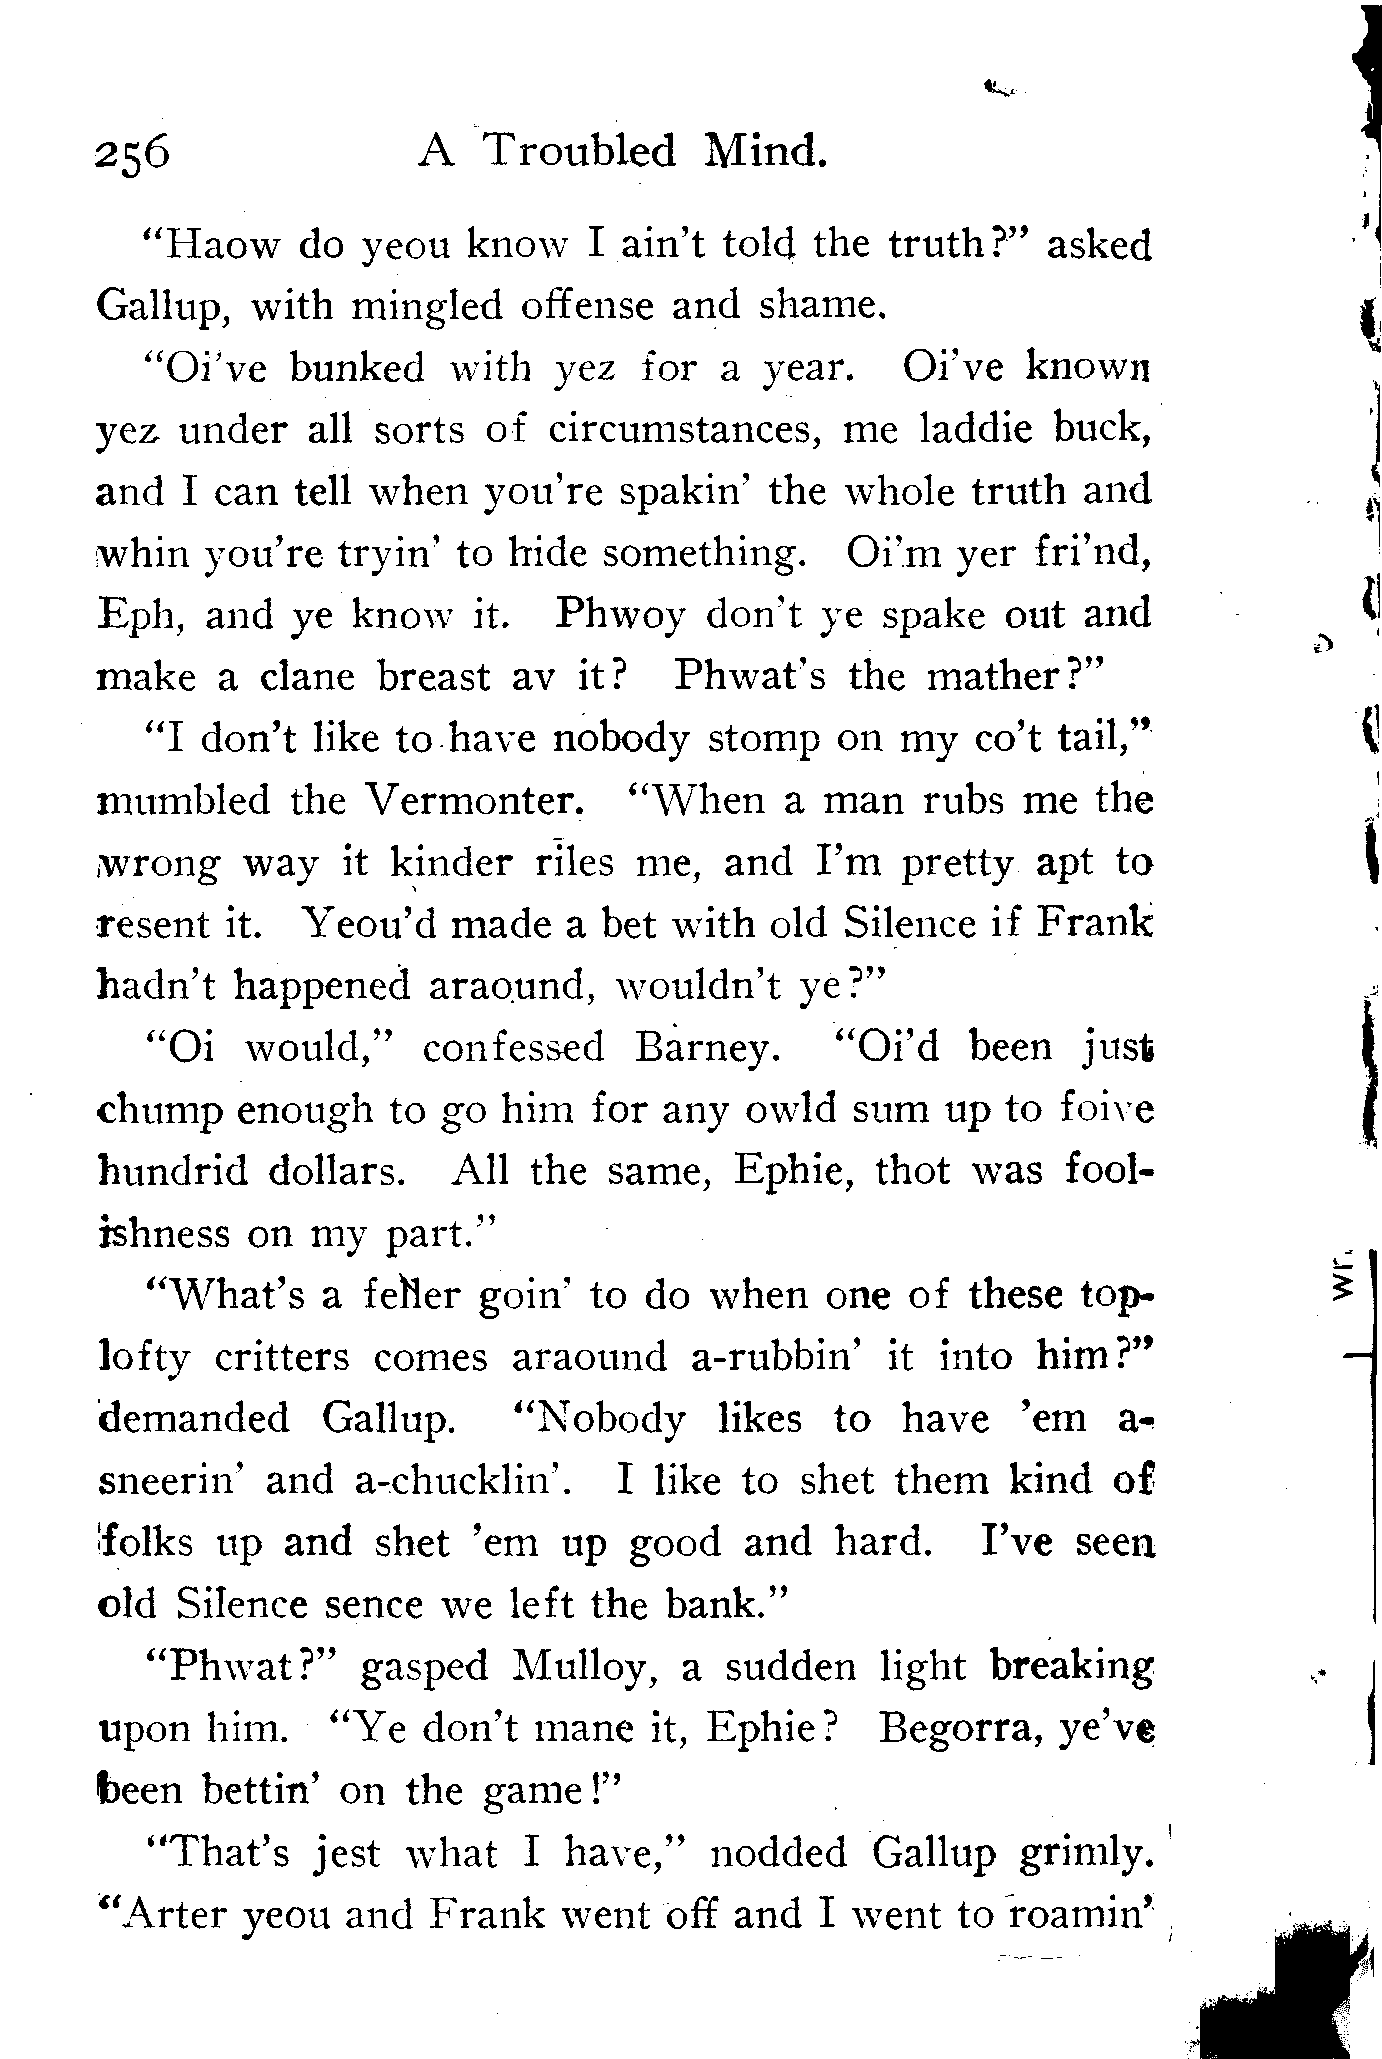 256 A Troubled Mind.
“Haow do yeou know I ain’t told the truth?” asked
Gallup, with mingled offense and shame.
“Oi’ve bunked with yez for a year. Oi’ve known
yez under all sorts of circumstances, me laddie buck,
and I can tell when you’re spakin’ the whole truth and
whin you’re tryin’ to hide something. Oi’m yer fri’nd,
Eph, and ye know it. Phwoy don’t ye spake out and
make a clane breast av it? Phwat’s the mather?”
“I don’t like to have nobody stomp on my co’t tail,”
mumbled the Vermonter. “When a man rubs me the
wrong way it kinder riles me, and I’m pretty apt to
resent it. Yeou’d made a bet with old Silence if Frank
hadn’t happened araound, wouldn’t ye?”
“Oi would,” confessed Barney. “Oi’d been just
chump enough to go him for any owld sum up to foive
hundrid dollars. All the same, Ephie, thot was fool-
ishness on my part.”
“What’s a feller goin’ to do when one of these top-
lofty critters comes araound a-rubbin’ it into him?”
demanded Gallup. “Nobody likes to have ’em a-
sneerin’ and a-chucklin’. I like to shet them kind of
folks up and shet ’em up good and hard. I’ve seen
old Silence sence we left the bank.”
“Phwat?” gasped Mulloy, a sudden light breaking
upon him. “Ye don’t mane it, Ephie? Begorra, ye’ve
been bettin’ on the game!”
“That’s jest what I have,” nodded Gallup grimly.
“Arter yeou and Frank went off and I went to roamin’
wr.